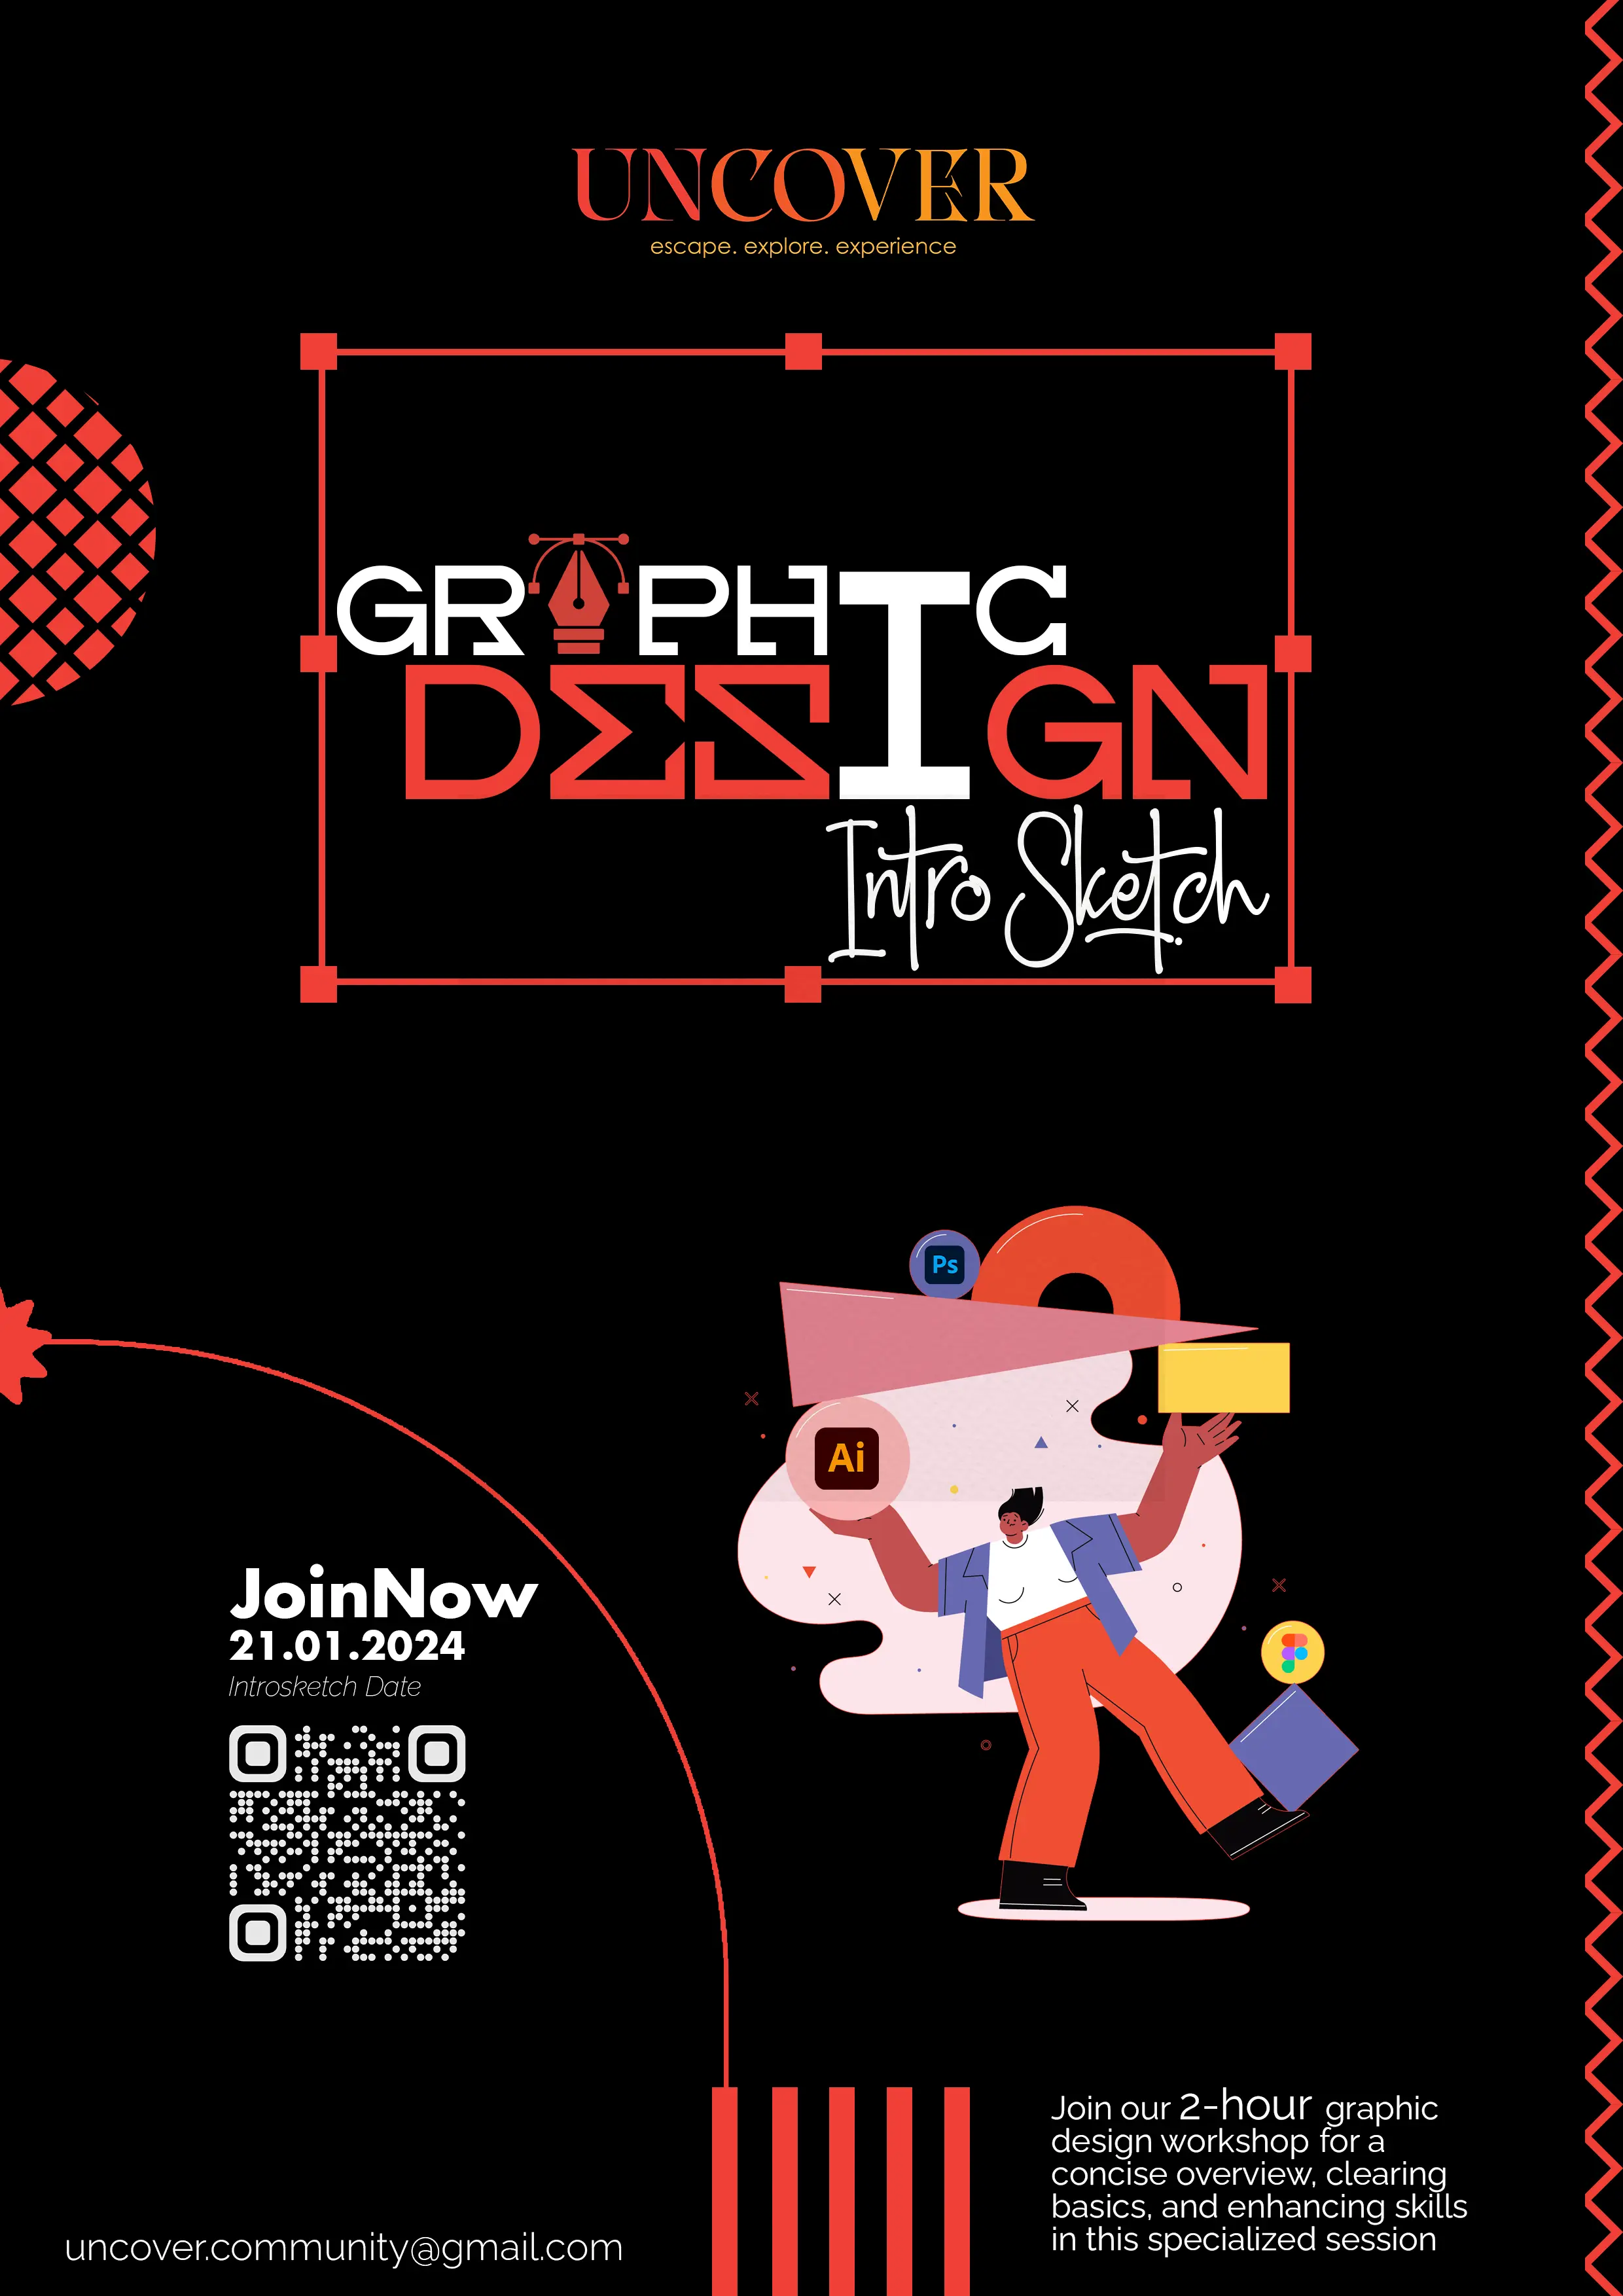 UNCOVER
escape. explore. experience
GRAPHIC
DESIGN
Intro Sketch
Ps
Ai
JoinNow
21.01.2024
Introsketch Date
Join our 2-hour graphic
design workshop for a
concise overview, clearing
basics, and enhancing skills
in this specialized session
uncover.community@gmail.com